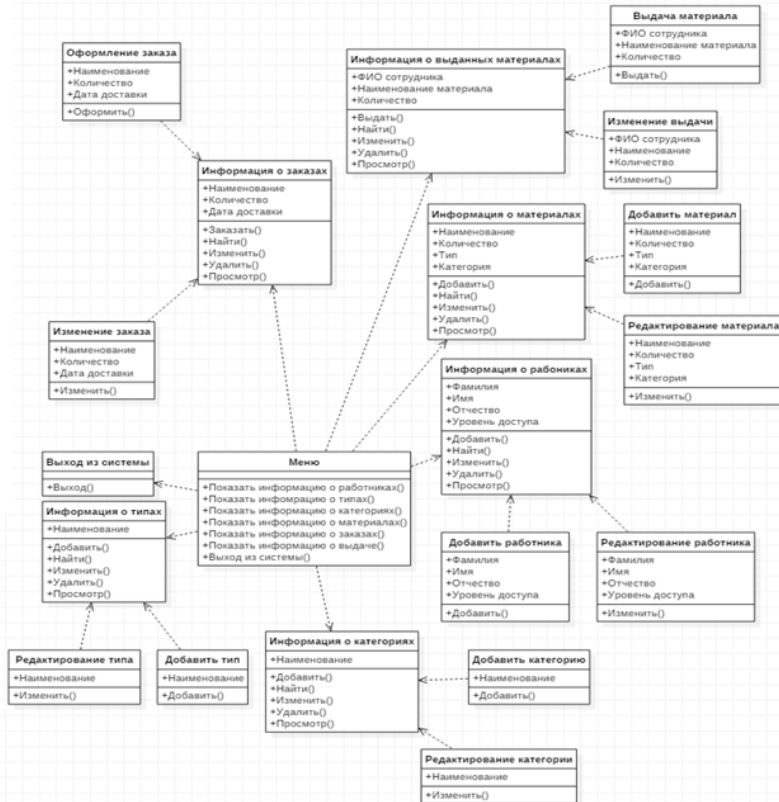 Выдача материала
+ФИО сотрудника
+Наименование материала
+Количество
+Выдать()
Оформление заказа
+Наименование
+Количество
+Дата доставки
+Оформить()
Информация о выданных материалах
+ФИО сотрудника
+Наименование материала
+Количество
+Выдать()
+Найти()
+Изменить()
+Удалить()
+Просмотр()
Изменение выдачи
+ФИО сотрудника
+Наименование
+Количество
+Изменить()
Информация о заказах
+Наименование
+Количество
+Дата доставки
+Заказать()
+Найти()
+Изменить()
+Удалить()
+Просмотр()
Информация о материалах
+Наименование
+Количество
+Тип
+Категория
+Добавить()
+Найти()
+Изменить()
+Удалить()
+Просмотр()
Добавить материал
+Наименование
+Количество
+Тип
+Категория
+Добавить()
Изменение заказа
+Наименование
+Количество
+Дата доставки
+Изменить()
Редактирование материала
+Наименование
+Количество
+Тип
+Категория
+Изменить()
Информация о рабониках
+Фамилия
+Имя
+Отчество
+Уровень доступа
+Добавить()
+Найти()
+Изменить()
+Удалить()
+Просмотр()
Выход из системы
+Выход()
Меню
+Показать информацию о работниках()
+Показать инфомрацию о типах()
+Показать информацию о категориях()
+Показать информацию о материалах()
+Показать информацию о заказах()
+Показать информацию о выдаче()
+Выход из системы()
Информация о типах
+Наименование
+Добавить()
+Найти()
+Изменить()
+Удалить()
+Просмотр()
Добавить работника
+Фамилия
+Имя
+Отчество
+Уровень доступа
+Добавить()
Редактирование работника
+Фамилия
+Имя
+Отчество
+Уровень доступа
+Изменить()
Редактирование типа
+Наименование
+Изменить()
Добавить тип
+Наименование
+Добавить()
Информация о категориях
+Наименование
+Добавить()
+Найти()
+Изменить()
+Удалить()
+Просмотр()
Добавить категорию
+Наименование
+Добавить()
Редактирование категории
+Наименование
+Изменить()